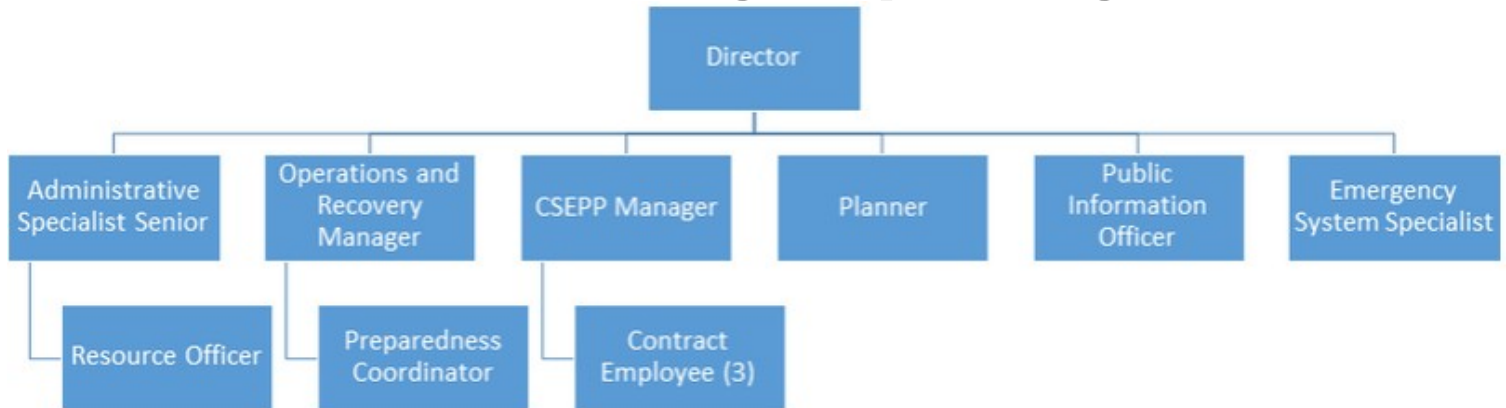 Director
Administrative
Specialist Senior
Operations and
Recovery
Manager
CSEPP Manager
Planner
Public
Information
Officer
Emergency
System Specialist
Resource Officer
Preparedness
Coordinator
Contract
Employee (3)